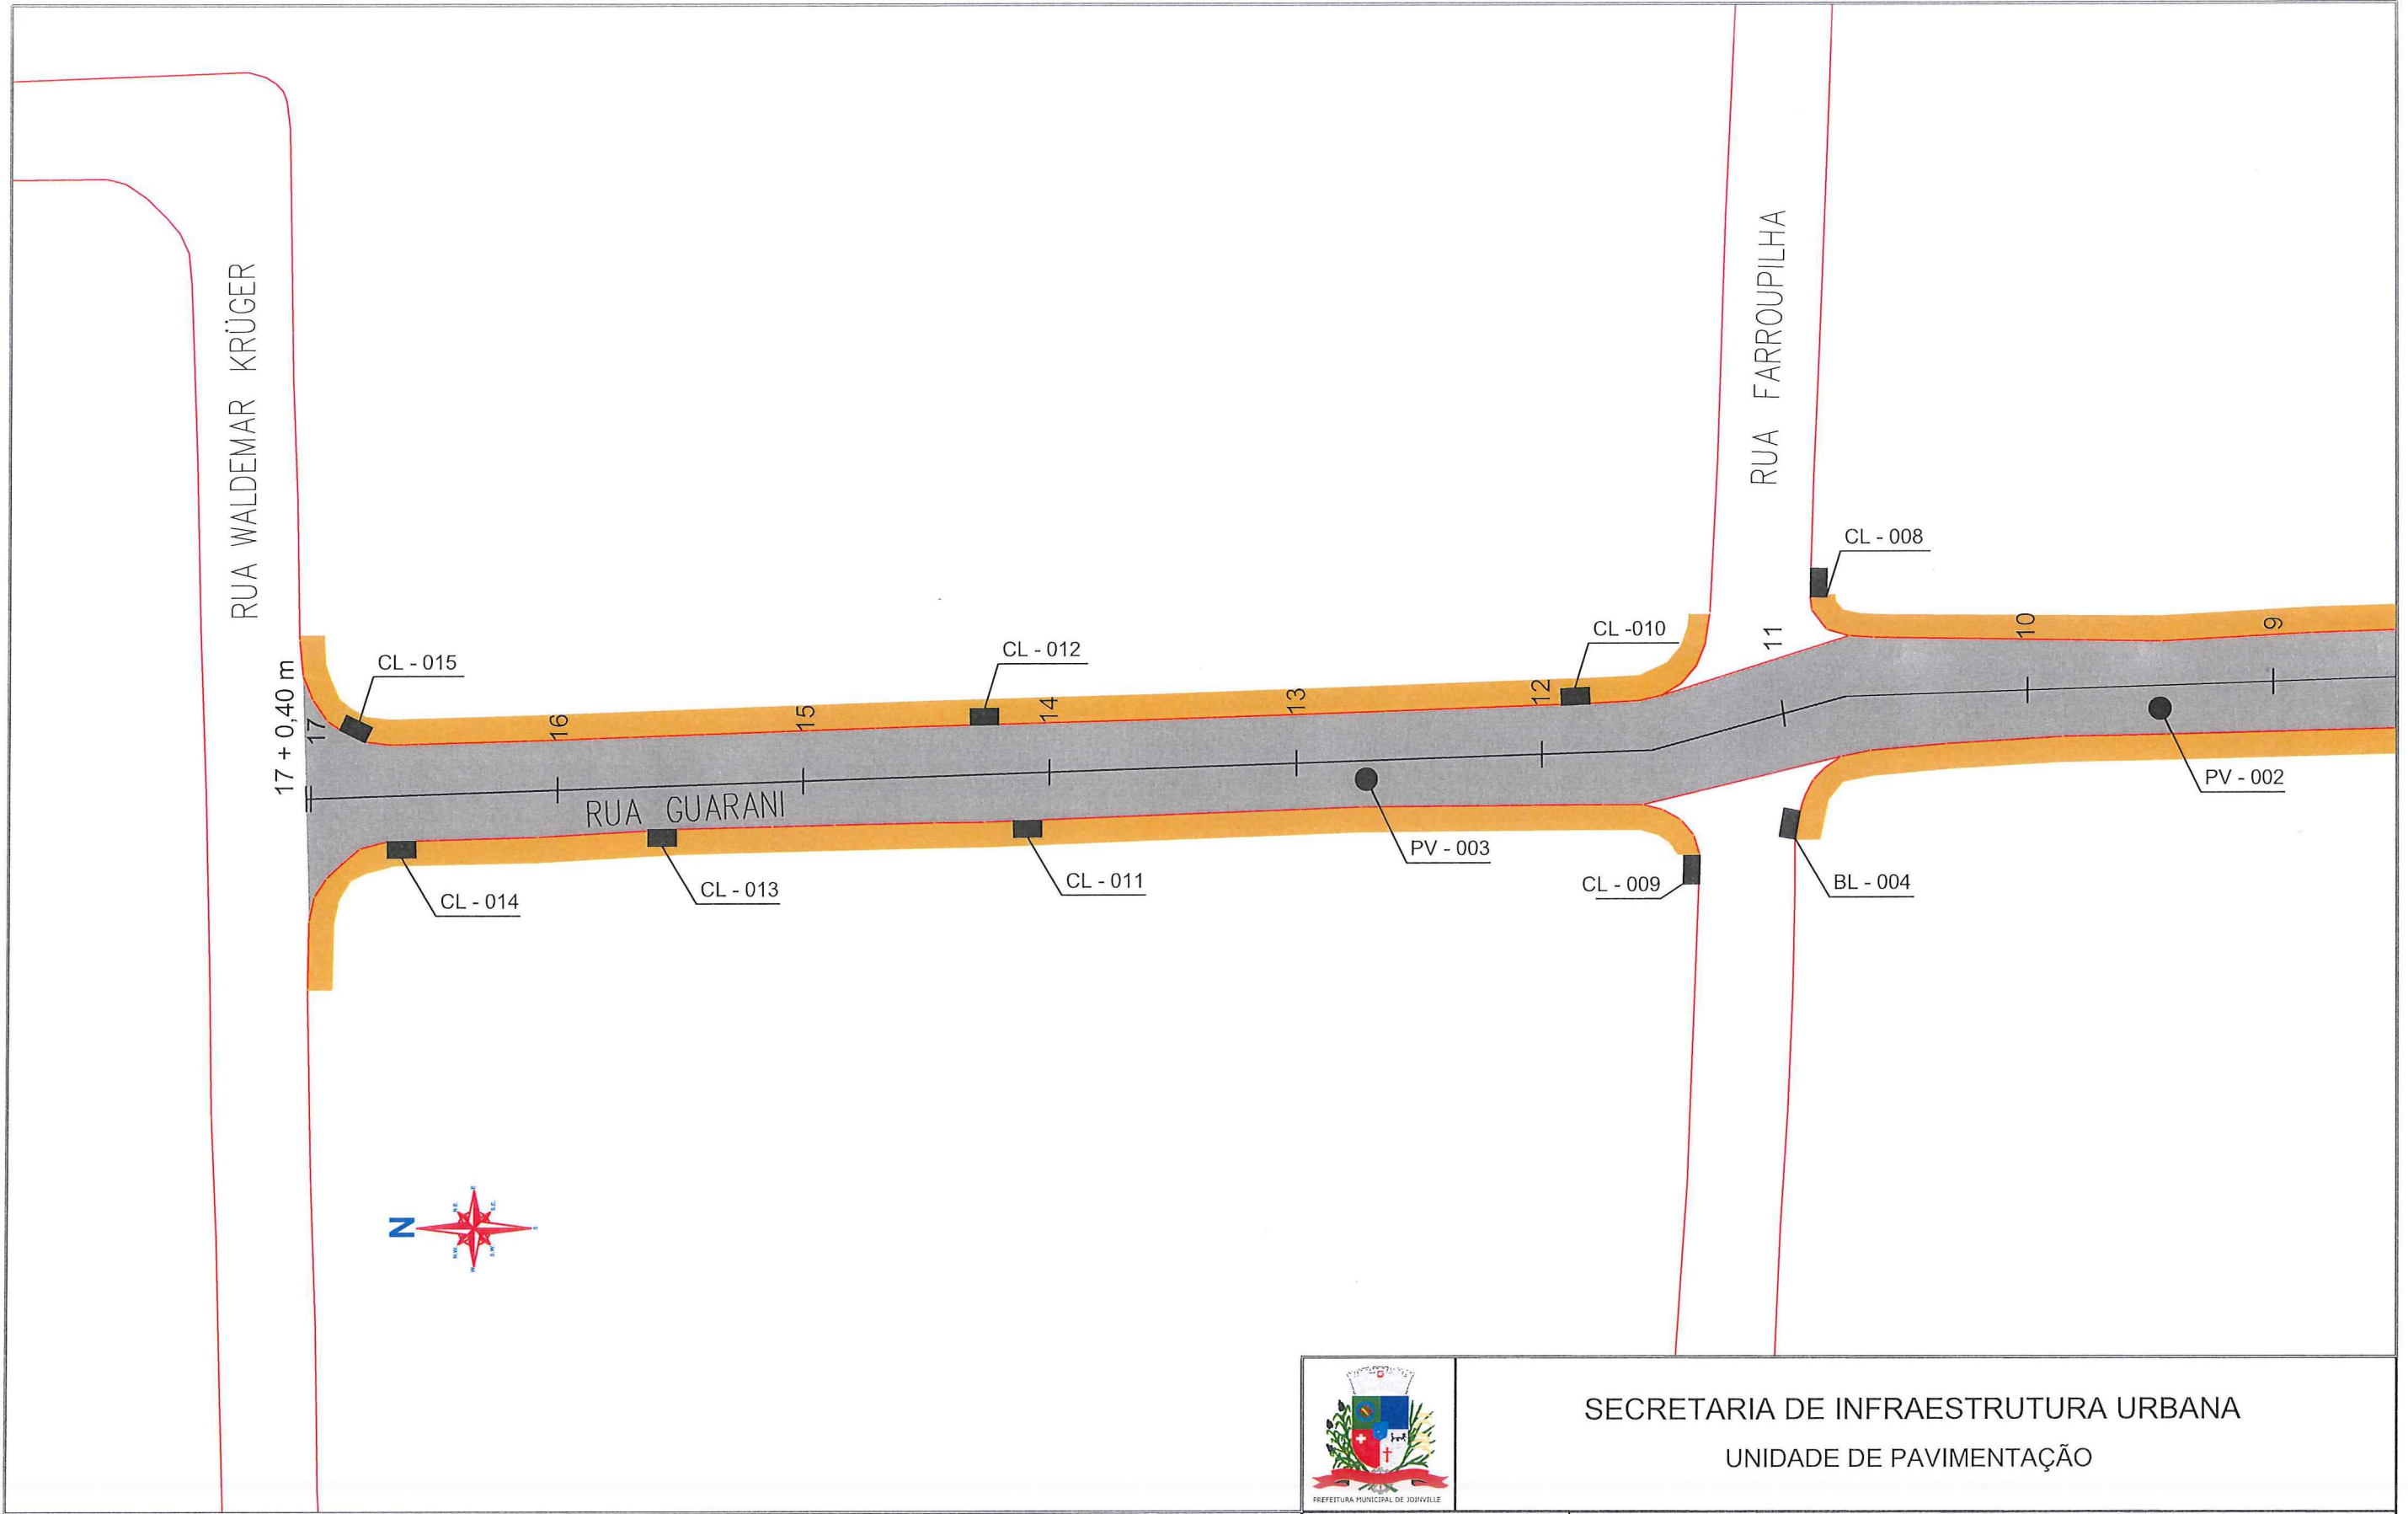 RUA WALDEMAR KRÜGER
RUA FARROUPILHA
CL - 008
CL -010
CL - 012
CL - 015
17 + 0,40 m
17
16
15
14
13
12
11
10
9
RUA GUARANI
PV - 002
PV - 003
CL - 009
BL - 004
CL - 011
CL - 013
CL - 014
N
E
N.E.
S.E.
S
N.W.
S.W.
W
SECRETARIA DE INFRAESTRUTURA URBANA
UNIDADE DE PAVIMENTAÇÃO
PREFEITURA MUNICIPAL DE JOINVILLE